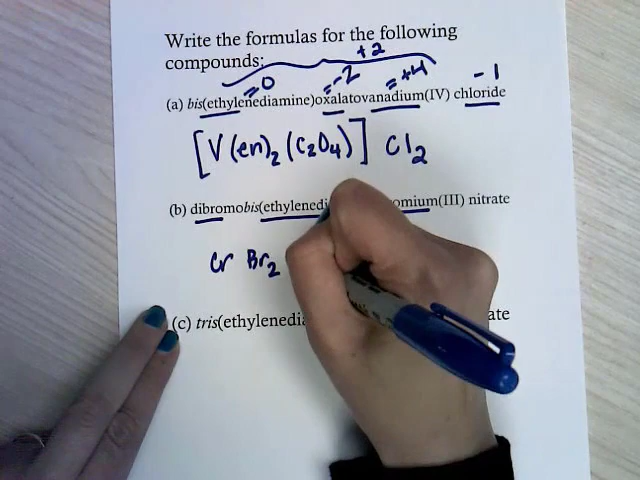 Write the formulas for the following
compounds:
+2
=0 =-2 =+4 -1
(a) bis(ethylenediamine)oxalatovanadium(IV) chloride
[V(en)2(C2O4)] Cl2
(b) dibromobis(ethylenedi omium(III) nitrate
Cr Br2
(c) tris(ethylenedia ate